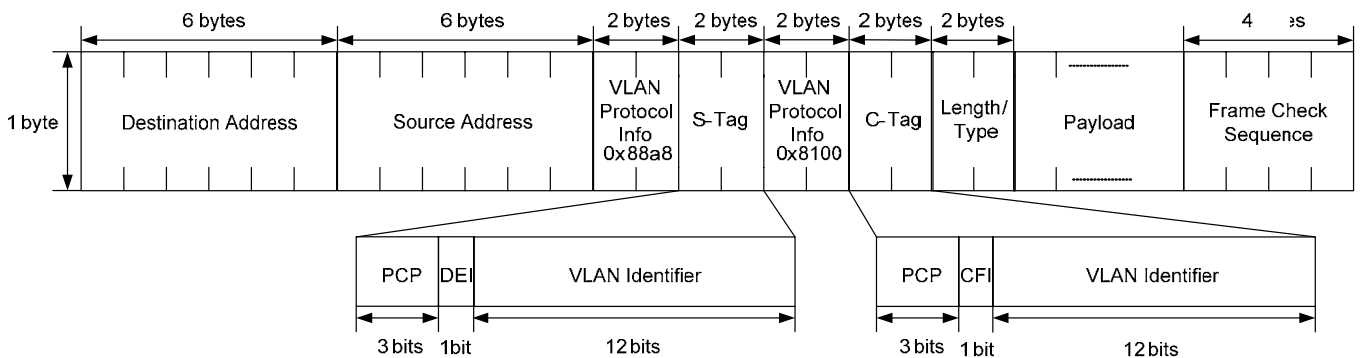 6 bytes 6 bytes 2 bytes 2 bytes 2 bytes 2 bytes 2 bytes 4
1 byte
Destination Address
Source Address
VLAN
Protocol
Info
0x88a8
S-Tag
VLAN
Protocol
Info
0x8100
C-Tag
Length/
Type
Payload
Frame Check
Sequence
PCP DEI VLAN Identifier
3 bits 1bit 12 bits
PCP CFI VLAN Identifier
3 bits 1 bit 12 bits